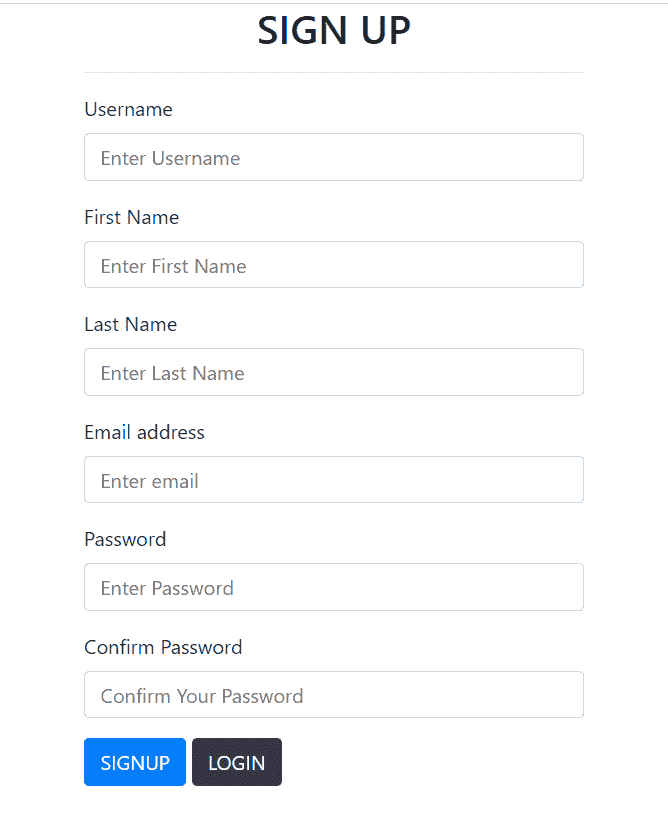 SIGN UP
Username
Enter Username
First Name
Enter First Name
Last Name
Enter Last Name
Email address
Enter email
Password
Enter Password
Confirm Password
Confirm Your Password
SIGNUP LOGIN